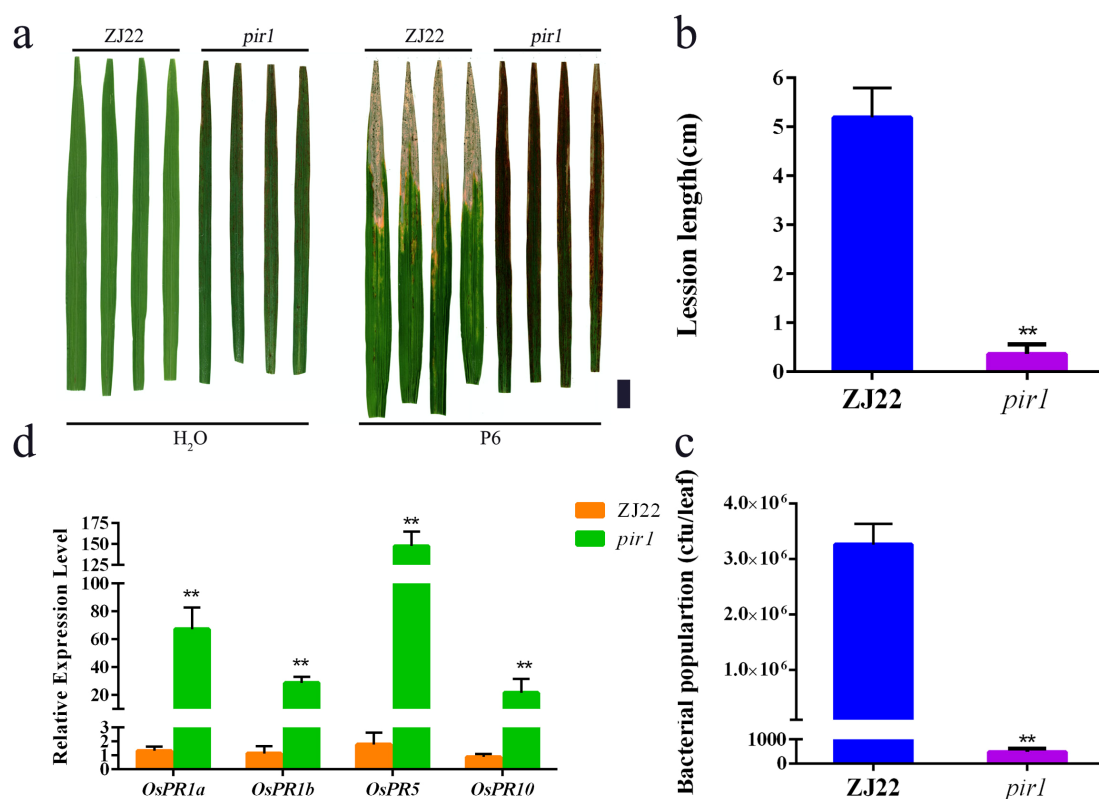 a
ZJ22 pir1 ZJ22 pir1
H₂O P6
b
Lession length(cm)
6
5
4
3
2
1
0
**
ZJ22 pir1
d
Relative Expression Level
175
150
125
100
80
60
40
20
3
2
1
0
** ** ** **
OsPR1a OsPR1b OsPR5 OsPR10
ZJ22
pir1
c
Bacterial populartion (cfu/leaf)
4.0×10⁶
3.0×10⁶
2.0×10⁶
1.0×10⁶
1000
0
**
ZJ22 pir1